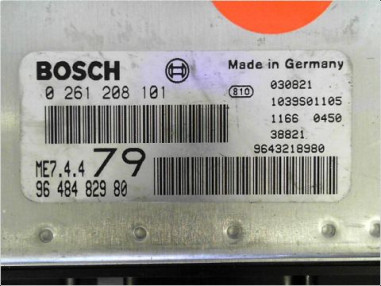 BOSCH
Made in Germany
0 261 208 101
810
030821
1039S01105
1166 0450
38821
9643218980
ME7.4.4 79
96 484 829 80